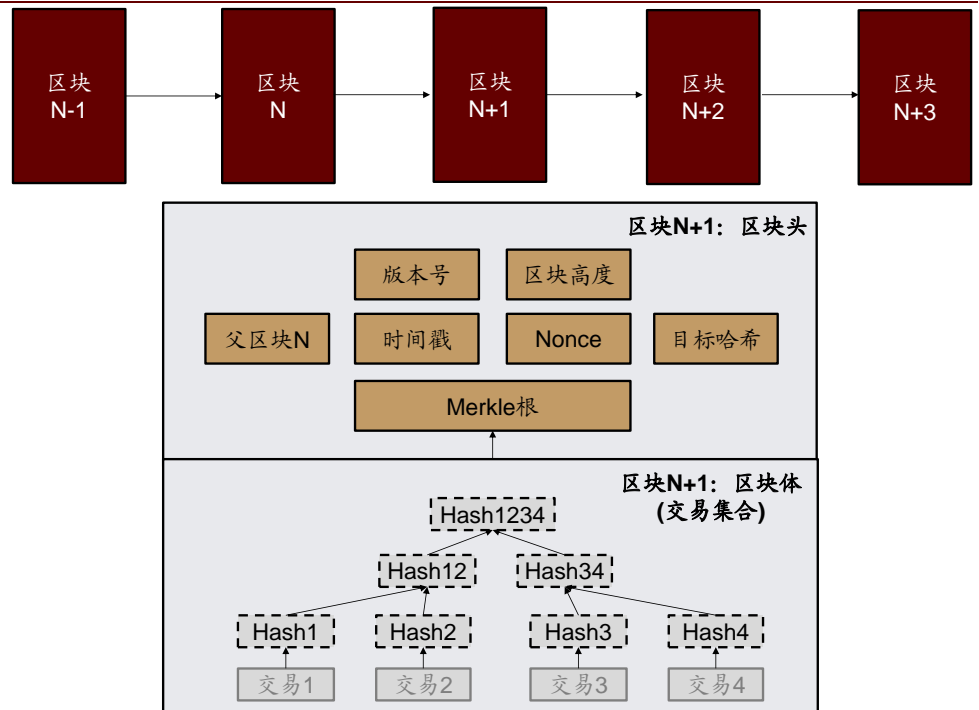 区块
N-1
区块
N
区块
N+1
区块
N+2
区块
N+3
区块N+1：区块头
版本号
区块高度
父区块N
时间戳
Nonce
目标哈希
Merkle根
区块N+1：区块体
(交易集合)
Hash1234
Hash12
Hash34
Hash1
Hash2
Hash3
Hash4
交易1
交易2
交易3
交易4